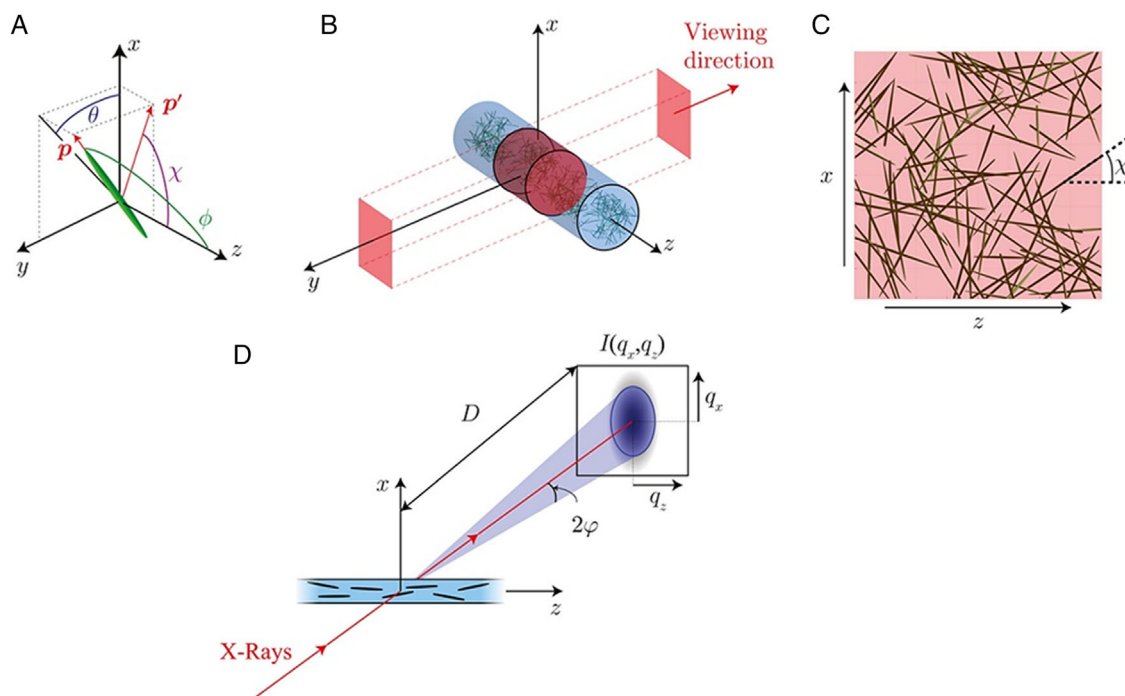 A
x
θ
p′
p
χ
ϕ
y
z
B
x
Viewing
direction
y
z
C
x
χ
z
D
I(qx,qz)
D
qx
x
qz
2φ
z
X-Rays